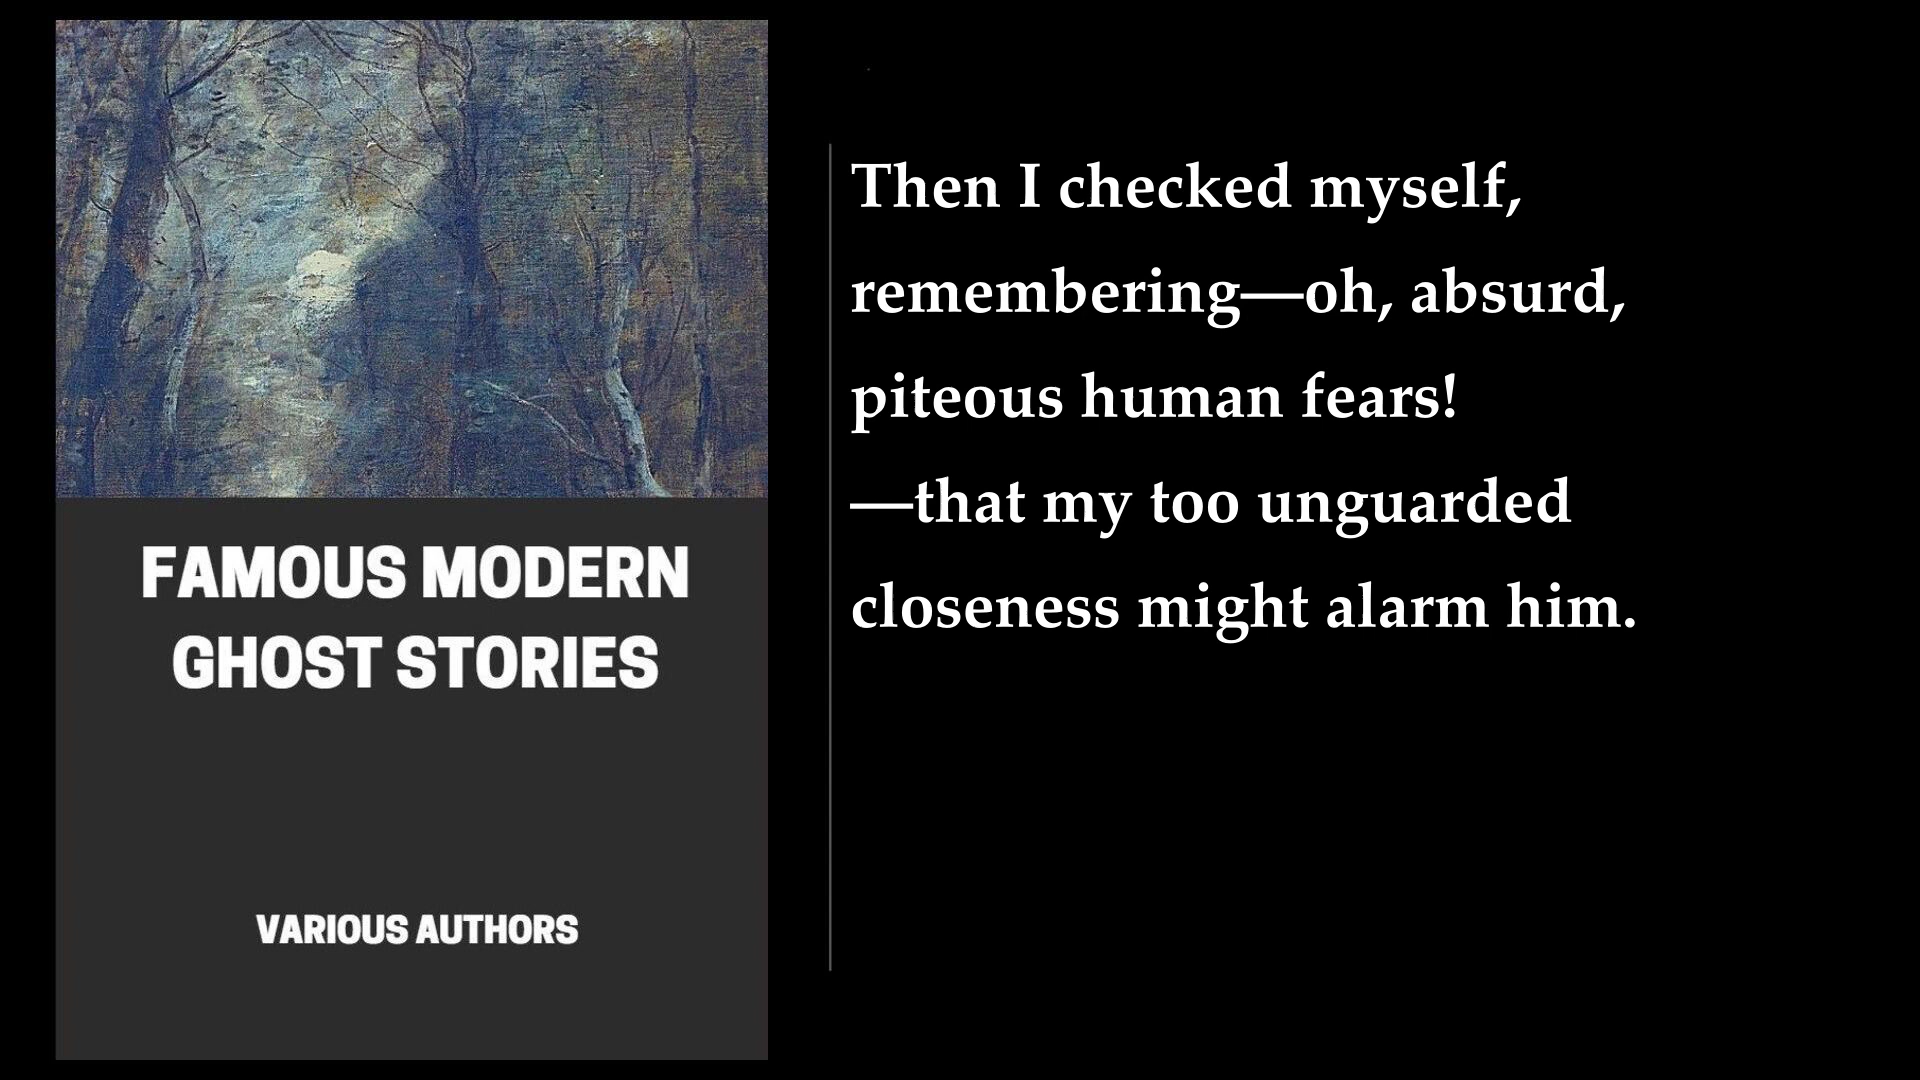 FAMOUS MODERN
GHOST STORIES
VARIOUS AUTHORS
Then I checked myself,
remembering—oh, absurd,
piteous human fears!
—that my too unguarded
closeness might alarm him.